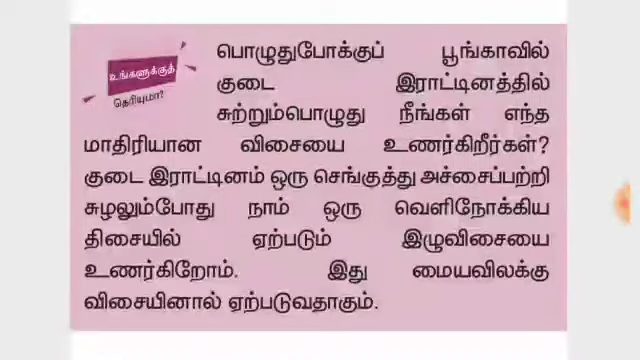 உங்களுக்குத்
தெரியுமா?
பொழுதுபோக்குப் பூங்காவில்
குடை இராட்டினத்தில்
சுற்றும்பொழுது நீங்கள் எந்த
மாதிரியான விசையை உணர்கிறீர்கள்?
குடை இராட்டினம் ஒரு செங்குத்து அச்சைப்பற்றி
சுழலும்போது நாம் ஒரு வெளிநோக்கிய
திசையில் ஏற்படும் இழுவிசையை
உணர்கிறோம். இது மையவிலக்கு
விசையினால் ஏற்படுவதாகும்.